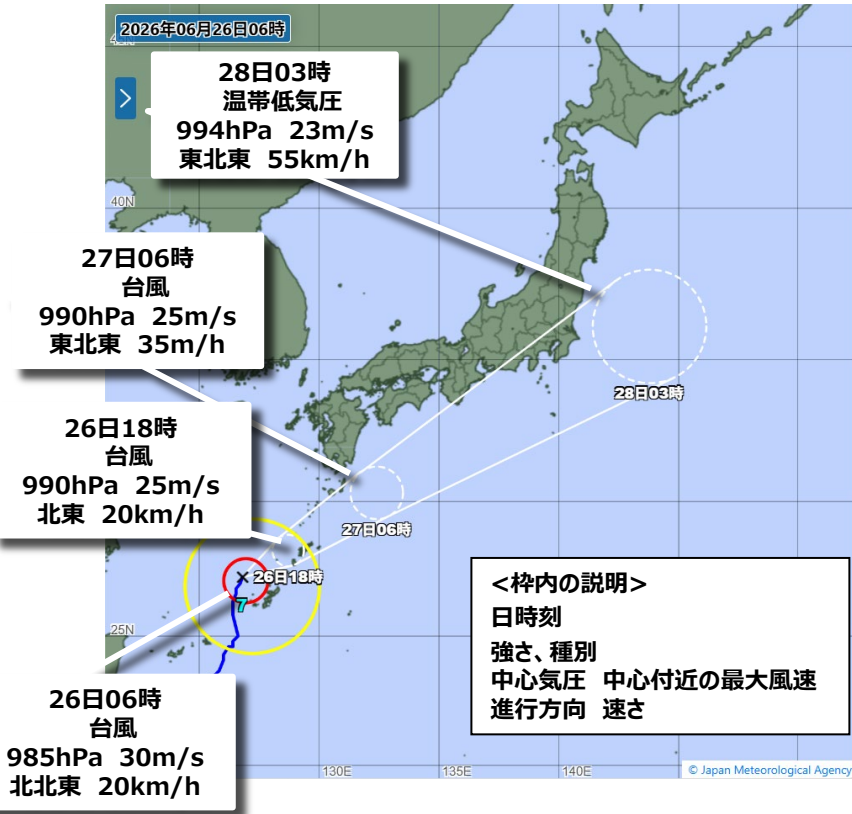 2026年06月26日06時
28日03時
温帯低気圧
994hPa 23m/s
東北東 55km/h
40N
27日06時
台風
990hPa 25m/s
東北東 35m/h
28日03時
26日18時
台風
990hPa 25m/s
北東 20km/h
27日06時
26日18時
7
25N
<枠内の説明>
日時刻
強さ、種別
中心気圧 中心付近の最大風速
進行方向 速さ
26日06時
台風
985hPa 30m/s
北北東 20km/h
130E
135E
140E
© Japan Meteorological Agency